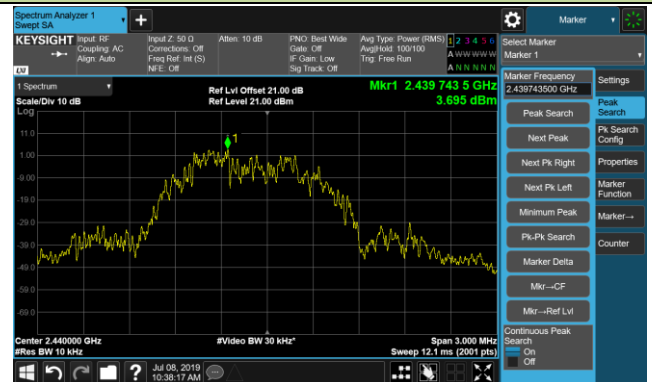 Spectrum Analyzer 1
Swept SA
Marker
KEYSIGHT
Input: RF
Coupling: AC
Align: Auto
Input Z: 50 Ω
Corrections: Off
Freq Ref: Int (S)
NFE: Off
Atten: 10 dB
PNO: Best Wide
Gate: Off
IF Gain: Low
Sig Track: Off
Avg Type: Power (RMS)
Avg|Hold: 100/100
Trig: Free Run
1 2 3 4 5 6
A W W W W W
A N N N N N
LXI
Select Marker
Marker 1
1 Spectrum
Scale/Div 10 dB
Log
Ref Lvl Offset 21.00 dB
Ref Level 21.00 dBm
Mkr1 2.439 743 5 GHz
3.695 dBm
11.0
1.00
-9.00
-19.0
-29.0
-39.0
-49.0
-59.0
-69.0
1
Center 2.440000 GHz
#Res BW 10 kHz
#Video BW 30 kHz*
Span 3.000 MHz
Sweep 12.1 ms (2001 pts)
Marker Frequency
2.439743500 GHz
Peak Search
Next Peak
Next Pk Right
Next Pk Left
Minimum Peak
Pk-Pk Search
Marker Delta
Mkr→CF
Mkr→Ref Lvl
Continuous Peak
Search
On
Off
Settings
Peak
Search
Pk Search
Config
Properties
Marker
Function
Marker→
Counter
?
Jul 08, 2019
10:38:17 AM